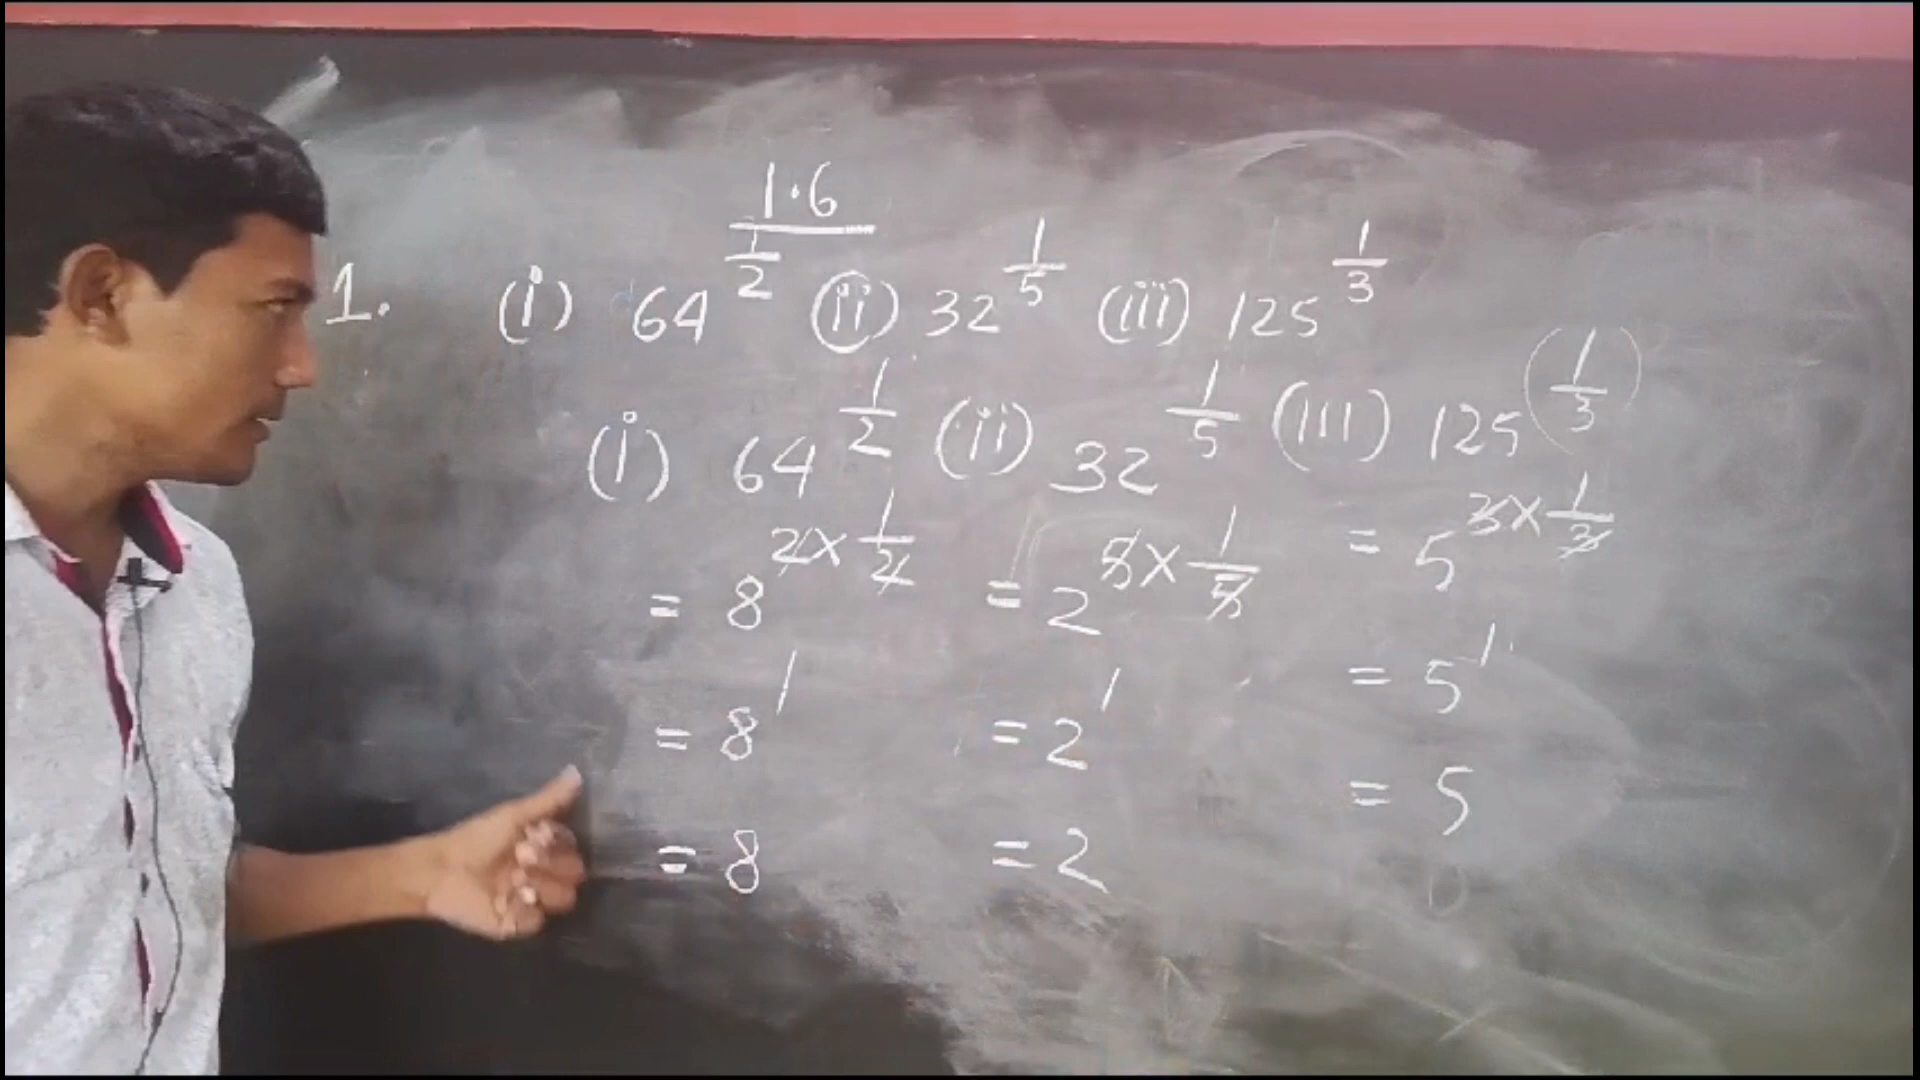 1.6
1. (i) 64^1/2 (ii) 32^1/5 (iii) 125^1/3
(i) 64^1/2 (ii) 32^1/5 (iii) 125^(1/3)
= 8^2×1/2 = 2^5×1/5 = 5^3×1/3
= 8^1 = 2^1 = 5^1
= 8 = 2 = 5